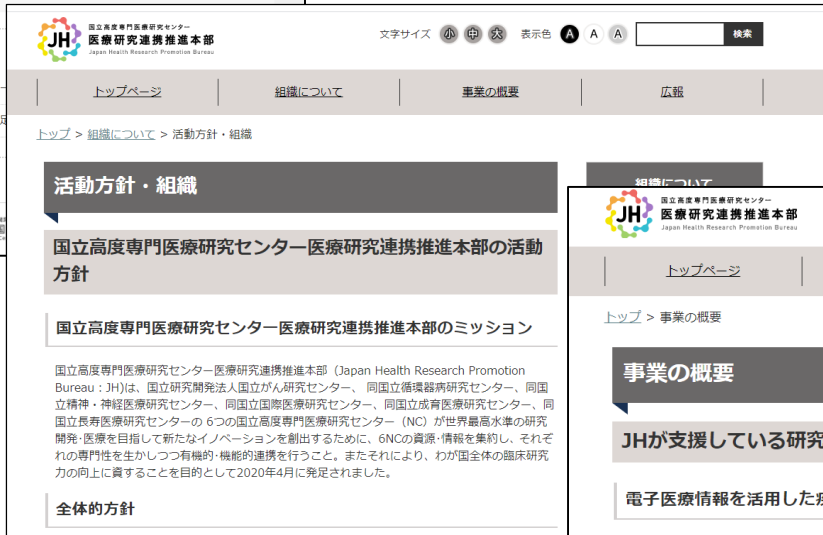 国立高度専門医療研究センター
JH 医療研究連携推進本部
Japan Health Research Promotion Bureau
文字サイズ 小 中 大 表示色 A A A 検索
トップページ 組織について 事業の概要 広報
トップ > 組織について > 活動方針・組織
活動方針・組織
組織について
国立高度専門医療研究センター医療研究連携推進本部の活動
方針
国立高度専門医療研究センター医療研究連携推進本部のミッション
国立高度専門医療研究センター医療研究連携推進本部（Japan Health Research Promotion
Bureau：JH)は、国立研究開発法人国立がん研究センター、 同国立循環器病研究センター、同国
立精神・神経医療研究センター、同国立国際医療研究センター、同国立成育医療研究センター、同
国立長寿医療研究センターの 6つの国立高度専門医療研究センター（NC）が世界最高水準の研究
開発･医療を目指して新たなイノベーションを創出するために、6NCの資源･情報を集約し、それぞ
れの専門性を生かしつつ有機的･機能的連携を行うこと。またそれにより、わが国全体の臨床研究
力の向上に資することを目的として2020年4月に発足されました。
全体的方針
国立高度専門医療研究センター
JH 医療研究連携推進本部
Japan Health Research Promotion Bureau
トップページ
トップ > 事業の概要
事業の概要
JHが支援している研究
電子医療情報を活用した